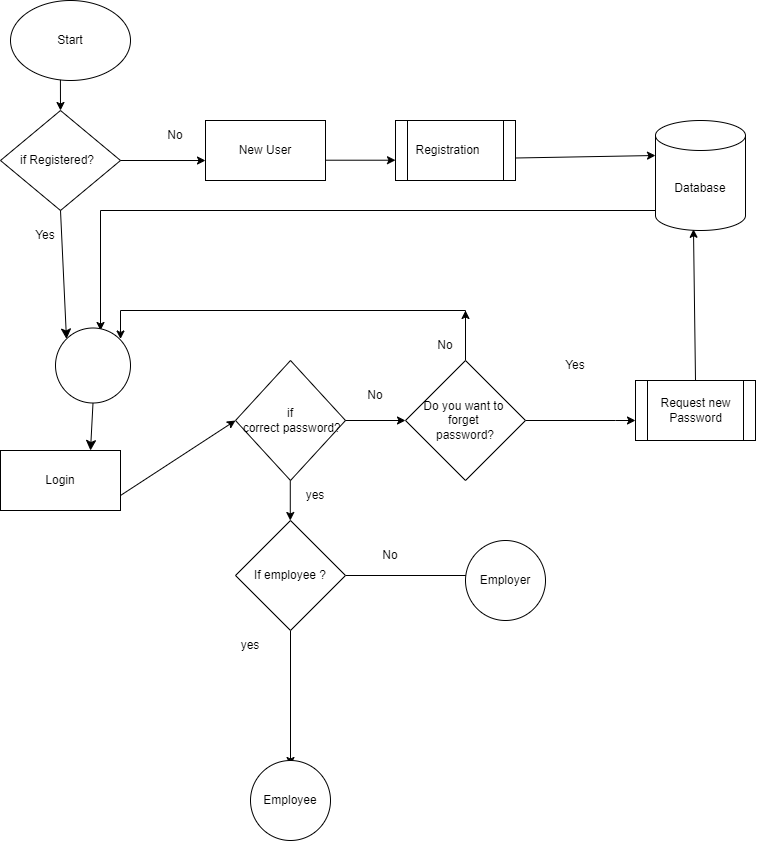 Start
No
if Registered?
New User
Registration
Database
Yes
No
Yes
if
correct password?
No
Do you want to
forget
password?
Request new
Password
Login
yes
If employee ?
No
Employer
yes
Employee